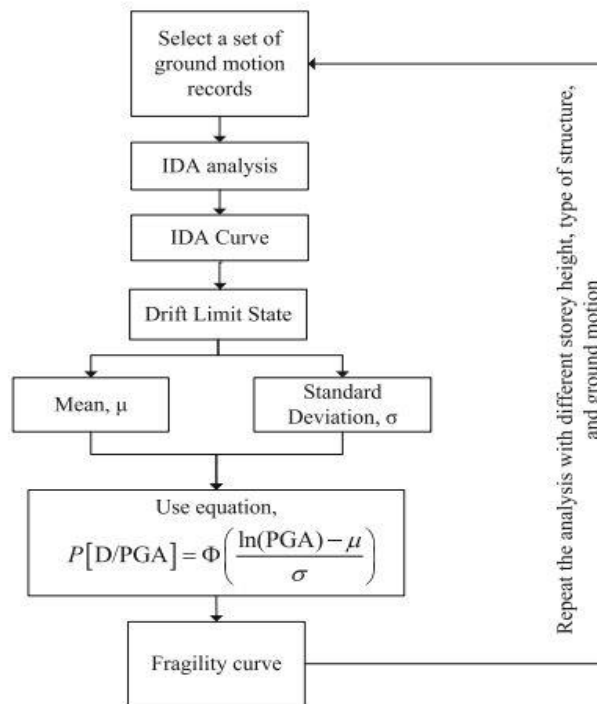 Select a set of
ground motion
records
IDA analysis
IDA Curve
Drift Limit State
Mean, μ
Standard
Deviation, σ
Use equation,
P[D/PGA] = Φ(ln(PGA) − μ / σ)
Fragility curve
Repeat the analysis with different storey height, type of structure,
and ground motion